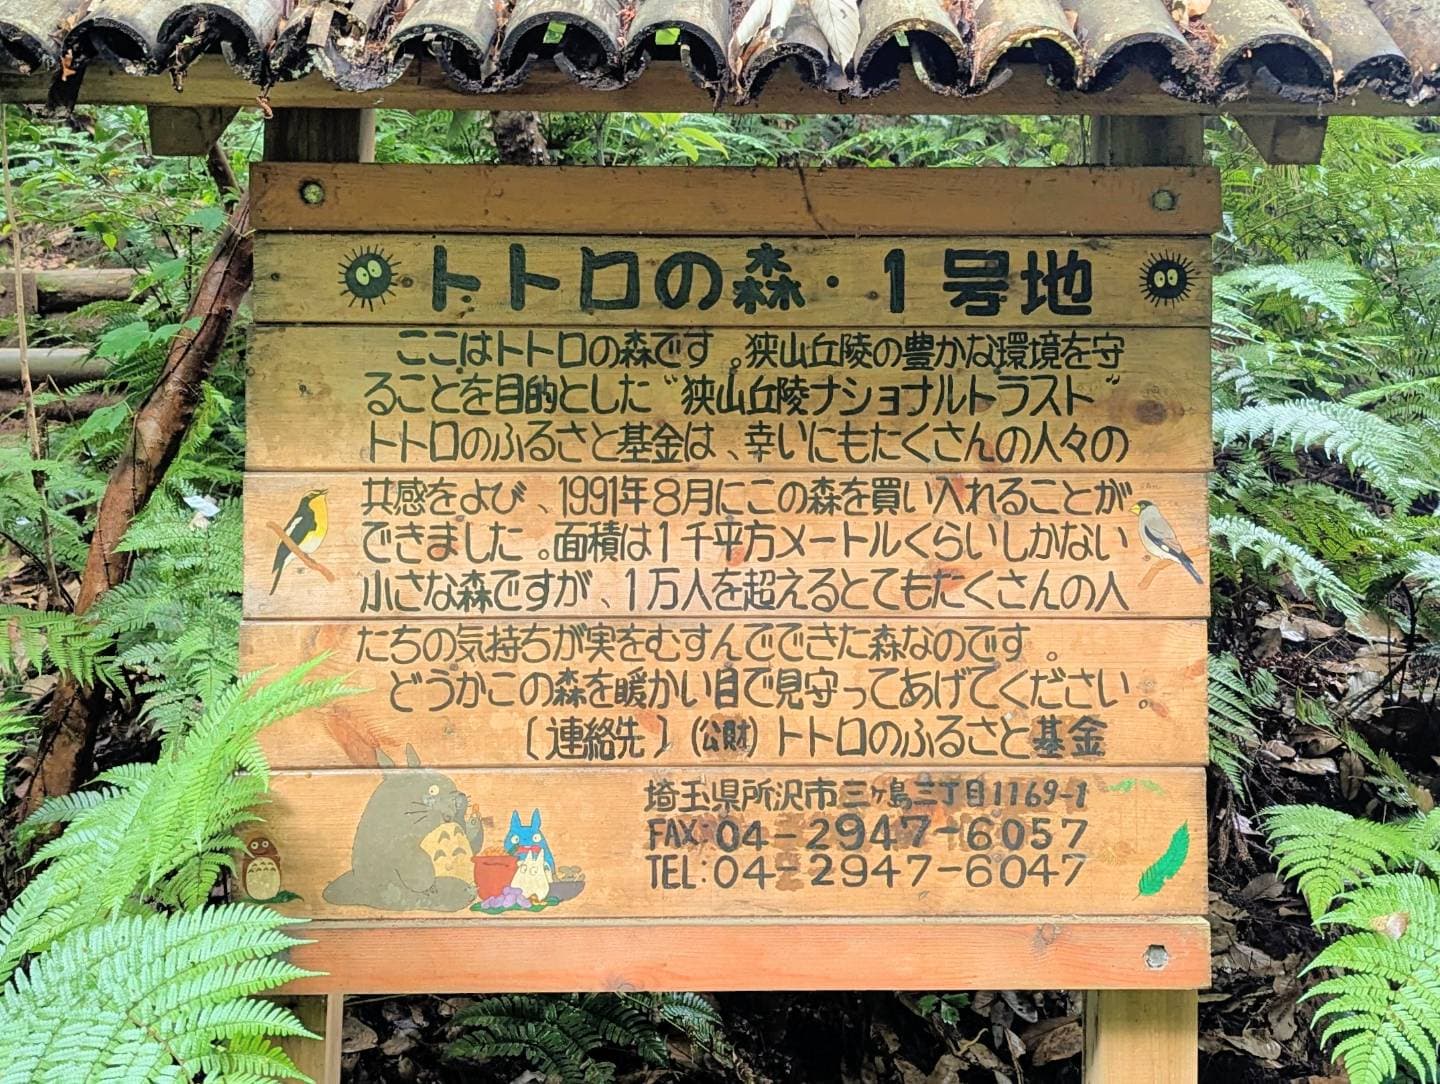 トトロの森・1号地
ここはトトロの森です。狭山丘陵の豊かな環境を守
ることを目的とした“狭山丘陵ナショナルトラスト”
トトロのふるさと基金は、幸いにもたくさんの人々の
共感をよび、1991年8月にこの森を買い入れることが
できました。面積は1千平方メートルくらいしかない
小さな森ですが、1万人を超えるとてもたくさんの人
たちの気持ちが実をむすんでできた森なのです。
どうかこの森を暖かい目で見守ってあげてください。
〔連絡先〕(公財)トトロのふるさと基金
埼玉県所沢市三ヶ島三丁目1169-1
FAX:04-2947-6057
TEL:04-2947-6047